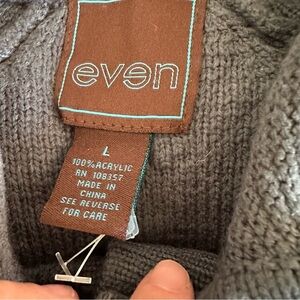 even
L
100% ACRYLIC
RN 108357
MADE IN
CHINA
SEE REVERSE
FOR CARE